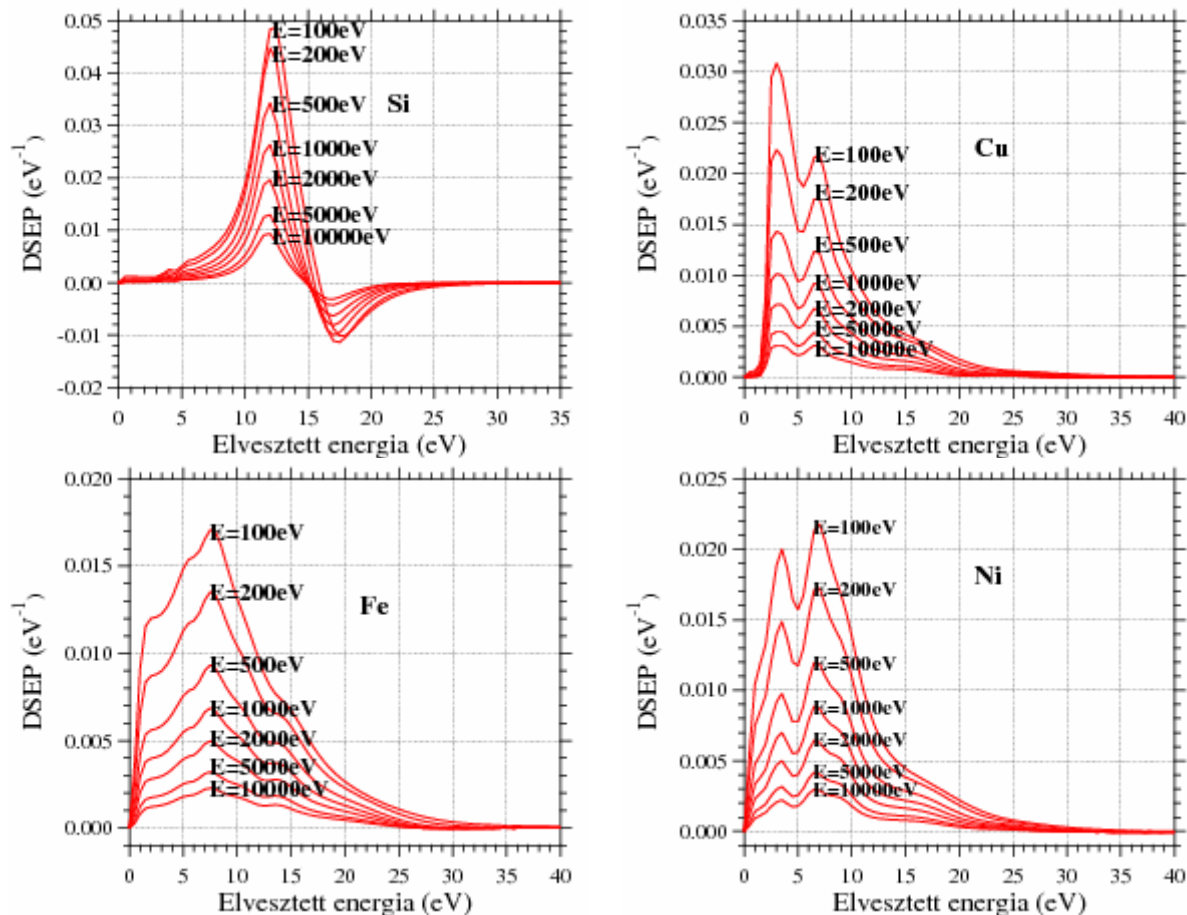 0.05
0.04
0.03
0.02
0.01
0.00
-0.01
-0.02
DSEP (eV⁻¹)
E=100eV
E=200eV
E=500eV
Si
E=1000eV
E=2000eV
E=5000eV
E=10000eV
0 5 10 15 20 25 30 35
Elvesztett energia (eV)
0.035
0.030
0.025
0.020
0.015
0.010
0.005
0.000
DSEP (eV⁻¹)
E=100eV
Cu
E=200eV
E=500eV
E=1000eV
E=2000eV
E=5000eV
E=10000eV
0 5 10 15 20 25 30 35 40
Elvesztett energia (eV)
0.020
0.015
0.010
0.005
0.000
DSEP (eV⁻¹)
E=100eV
E=200eV
Fe
E=500eV
E=1000eV
E=2000eV
E=5000eV
E=10000eV
0 5 10 15 20 25 30 35 40
Elvesztett energia (eV)
0.025
0.020
0.015
0.010
0.005
0.000
DSEP (eV⁻¹)
E=100eV
Ni
E=200eV
E=500eV
E=1000eV
E=2000eV
E=5000eV
E=10000eV
0 5 10 15 20 25 30 35 40
Elvesztett energia (eV)